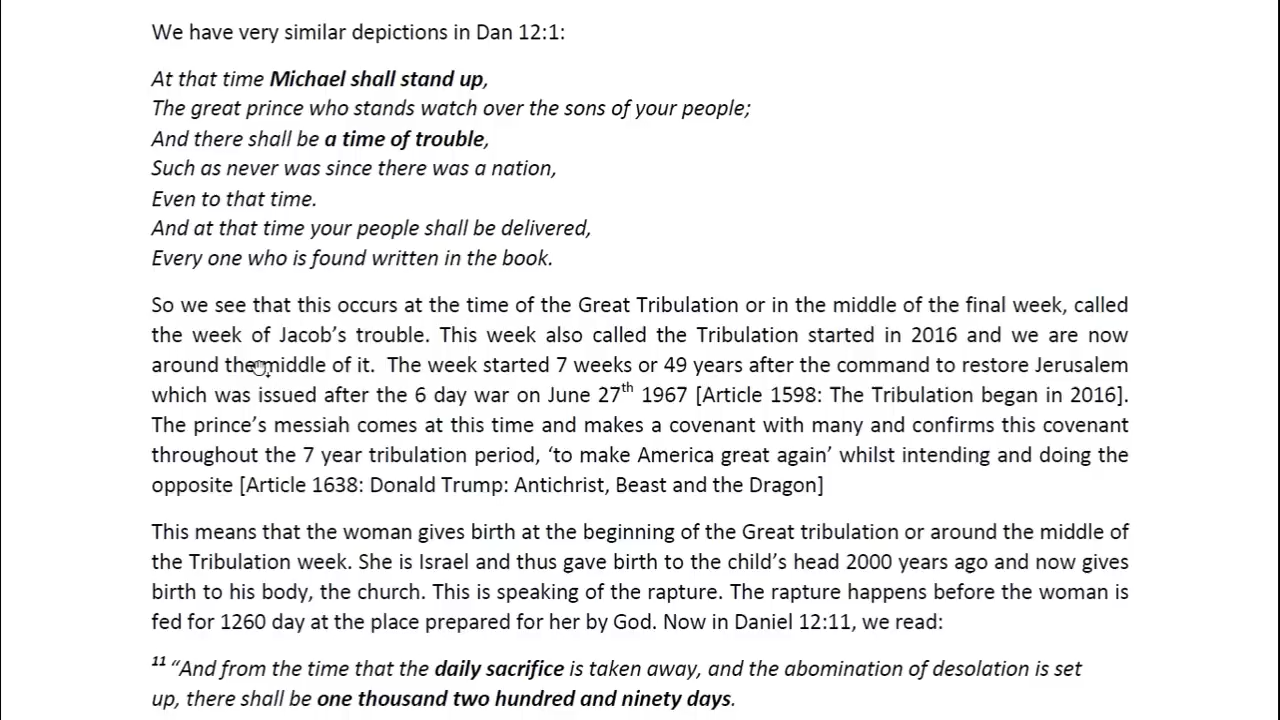 We have very similar depictions in Dan 12:1:
At that time Michael shall stand up,
The great prince who stands watch over the sons of your people;
And there shall be a time of trouble,
Such as never was since there was a nation,
Even to that time.
And at that time your people shall be delivered,
Every one who is found written in the book.
So we see that this occurs at the time of the Great Tribulation or in the middle of the final week, called
the week of Jacob’s trouble. This week also called the Tribulation started in 2016 and we are now
around the middle of it. The week started 7 weeks or 49 years after the command to restore Jerusalem
which was issued after the 6 day war on June 27th 1967 [Article 1598: The Tribulation began in 2016].
The prince’s messiah comes at this time and makes a covenant with many and confirms this covenant
throughout the 7 year tribulation period, ‘to make America great again’ whilst intending and doing the
opposite [Article 1638: Donald Trump: Antichrist, Beast and the Dragon]
This means that the woman gives birth at the beginning of the Great tribulation or around the middle of
the Tribulation week. She is Israel and thus gave birth to the child’s head 2000 years ago and now gives
birth to his body, the church. This is speaking of the rapture. The rapture happens before the woman is
fed for 1260 day at the place prepared for her by God. Now in Daniel 12:11, we read:
11 “And from the time that the daily sacrifice is taken away, and the abomination of desolation is set
up, there shall be one thousand two hundred and ninety days.